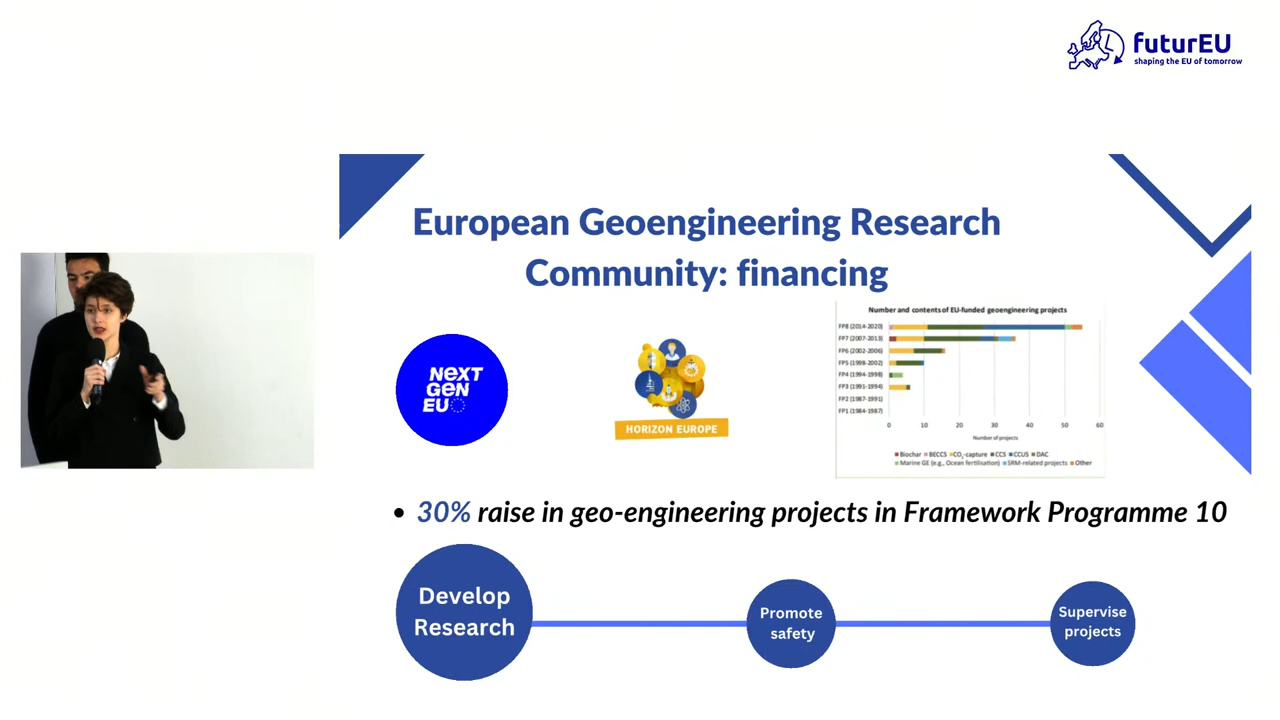 futurEU
shaping the EU of tomorrow
European Geoengineering Research
Community: financing
NEXT
GEN
EU
HORIZON EUROPE
Number and contents of EU-funded geoengineering projects
FP8 (2014-2020)
FP7 (2007-2013)
FP6 (2002-2006)
FP5 (1998-2002)
FP4 (1994-1998)
FP3 (1991-1994)
FP2 (1987-1991)
FP1 (1984-1987)
0 10 20 30 40 50 60
Number of projects
Biochar BECCS CO2-capture CCS CCUS DAC
Marine GE (e.g., Ocean fertilisation) SRM-related projects Other
• 30% raise in geo-engineering projects in Framework Programme 10
Develop
Research
Promote
safety
Supervise
projects